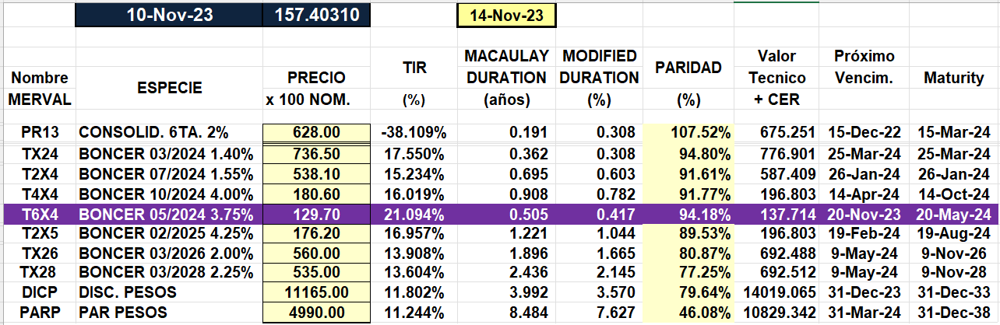 10-Nov-23 157.40310 14-Nov-23
Nombre MERVAL ESPECIE PRECIO x 100 NOM. TIR (%) MACAULAY DURATION (años) MODIFIED DURATION (%) PARIDAD (%) Valor Tecnico + CER Próximo Vencim. Maturity
PR13 CONSOLID. 6TA. 2% 628.00 -38.109% 0.191 0.308 107.52% 675.251 15-Dec-22 15-Mar-24
TX24 BONCER 03/2024 1.40% 736.50 17.550% 0.362 0.308 94.80% 776.901 25-Mar-24 25-Mar-24
T2X4 BONCER 07/2024 1.55% 538.10 15.234% 0.695 0.603 91.61% 587.409 26-Jan-24 26-Jan-24
T4X4 BONCER 10/2024 4.00% 180.60 16.019% 0.908 0.782 91.77% 196.803 14-Apr-24 14-Oct-24
T6X4 BONCER 05/2024 3.75% 129.70 21.094% 0.505 0.417 94.18% 137.714 20-Nov-23 20-May-24
T2X5 BONCER 02/2025 4.25% 176.20 16.957% 1.221 1.044 89.53% 196.803 19-Feb-24 19-Aug-24
TX26 BONCER 03/2026 2.00% 560.00 13.908% 1.896 1.665 80.87% 692.488 9-May-24 9-Nov-26
TX28 BONCER 03/2028 2.25% 535.00 13.604% 2.436 2.145 77.25% 692.512 9-May-24 9-Nov-28
DICP DISC. PESOS 11165.00 11.802% 3.992 3.570 79.64% 14019.065 31-Dec-23 31-Dec-33
PARP PAR PESOS 4990.00 11.244% 8.484 7.627 46.08% 10829.342 31-Mar-24 31-Dec-38